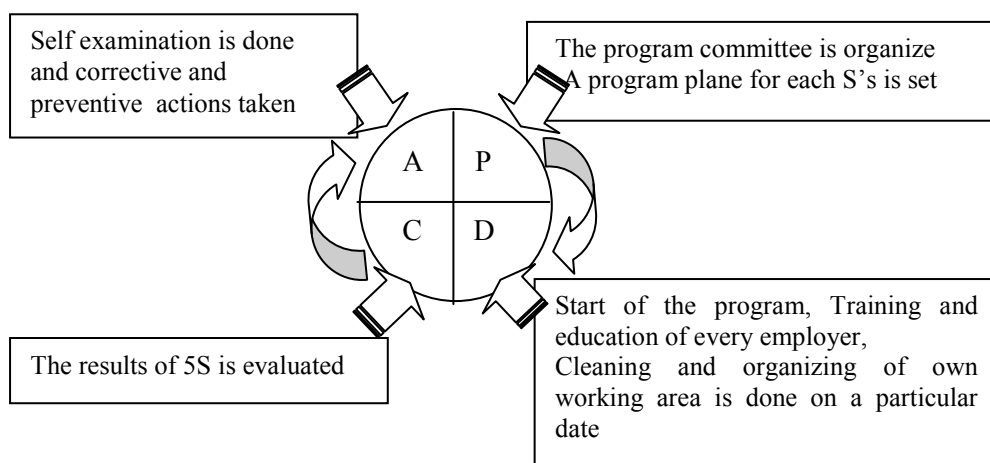 Self examination is done
and corrective and
preventive actions taken
The program committee is organize
A program plane for each S's is set
A
P
C
D
The results of 5S is evaluated
Start of the program, Training and
education of every employer,
Cleaning and organizing of own
working area is done on a particular
date